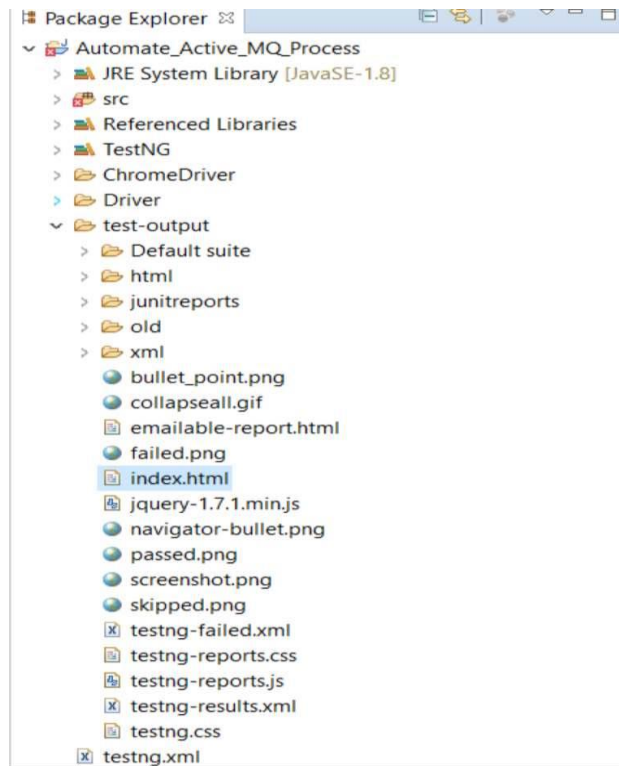 Package Explorer
Automate_Active_MQ_Process
JRE System Library [JavaSE-1.8]
src
Referenced Libraries
TestNG
ChromeDriver
Driver
test-output
Default suite
html
junitreports
old
xml
bullet_point.png
collapseall.gif
emailable-report.html
failed.png
index.html
jquery-1.7.1.min.js
navigator-bullet.png
passed.png
screenshot.png
skipped.png
testng-failed.xml
testng-reports.css
testng-reports.js
testng-results.xml
testng.css
testng.xml